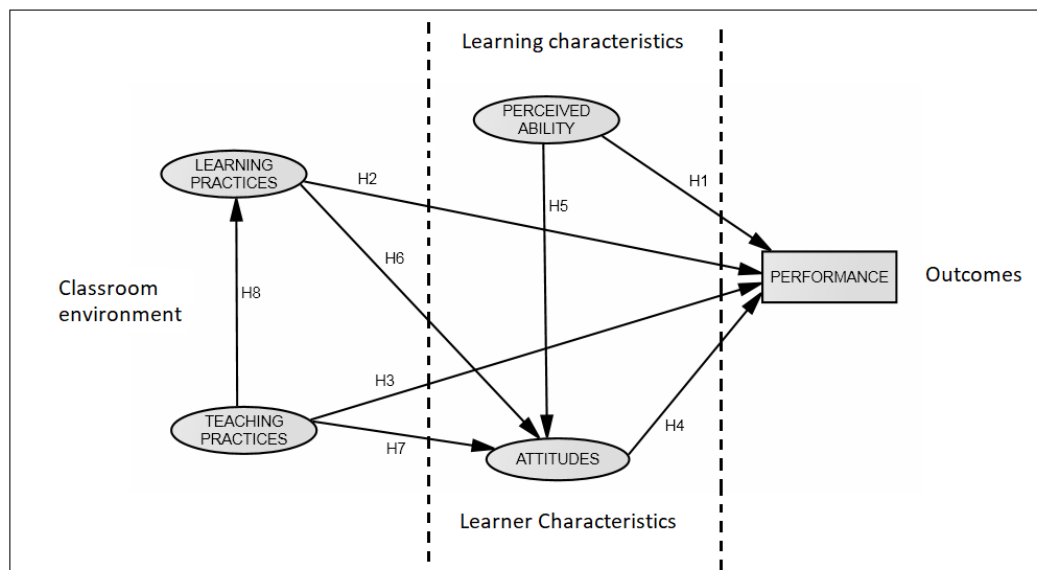 Learning characteristics
PERCEIVED
ABILITY
LEARNING
PRACTICES
H2
H1
H5
H6
Classroom
environment
H8
PERFORMANCE
Outcomes
H3
TEACHING
PRACTICES
H7
ATTITUDES
H4
Learner Characteristics